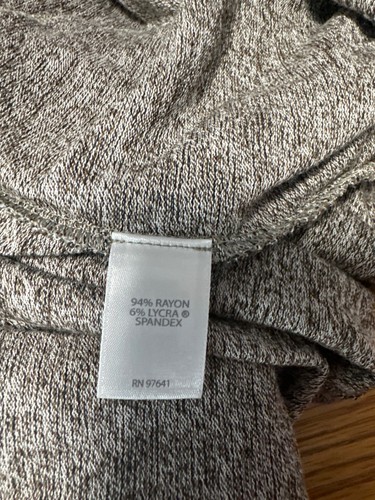 94% RAYON
6% LYCRA ®
SPANDEX
RN 97641